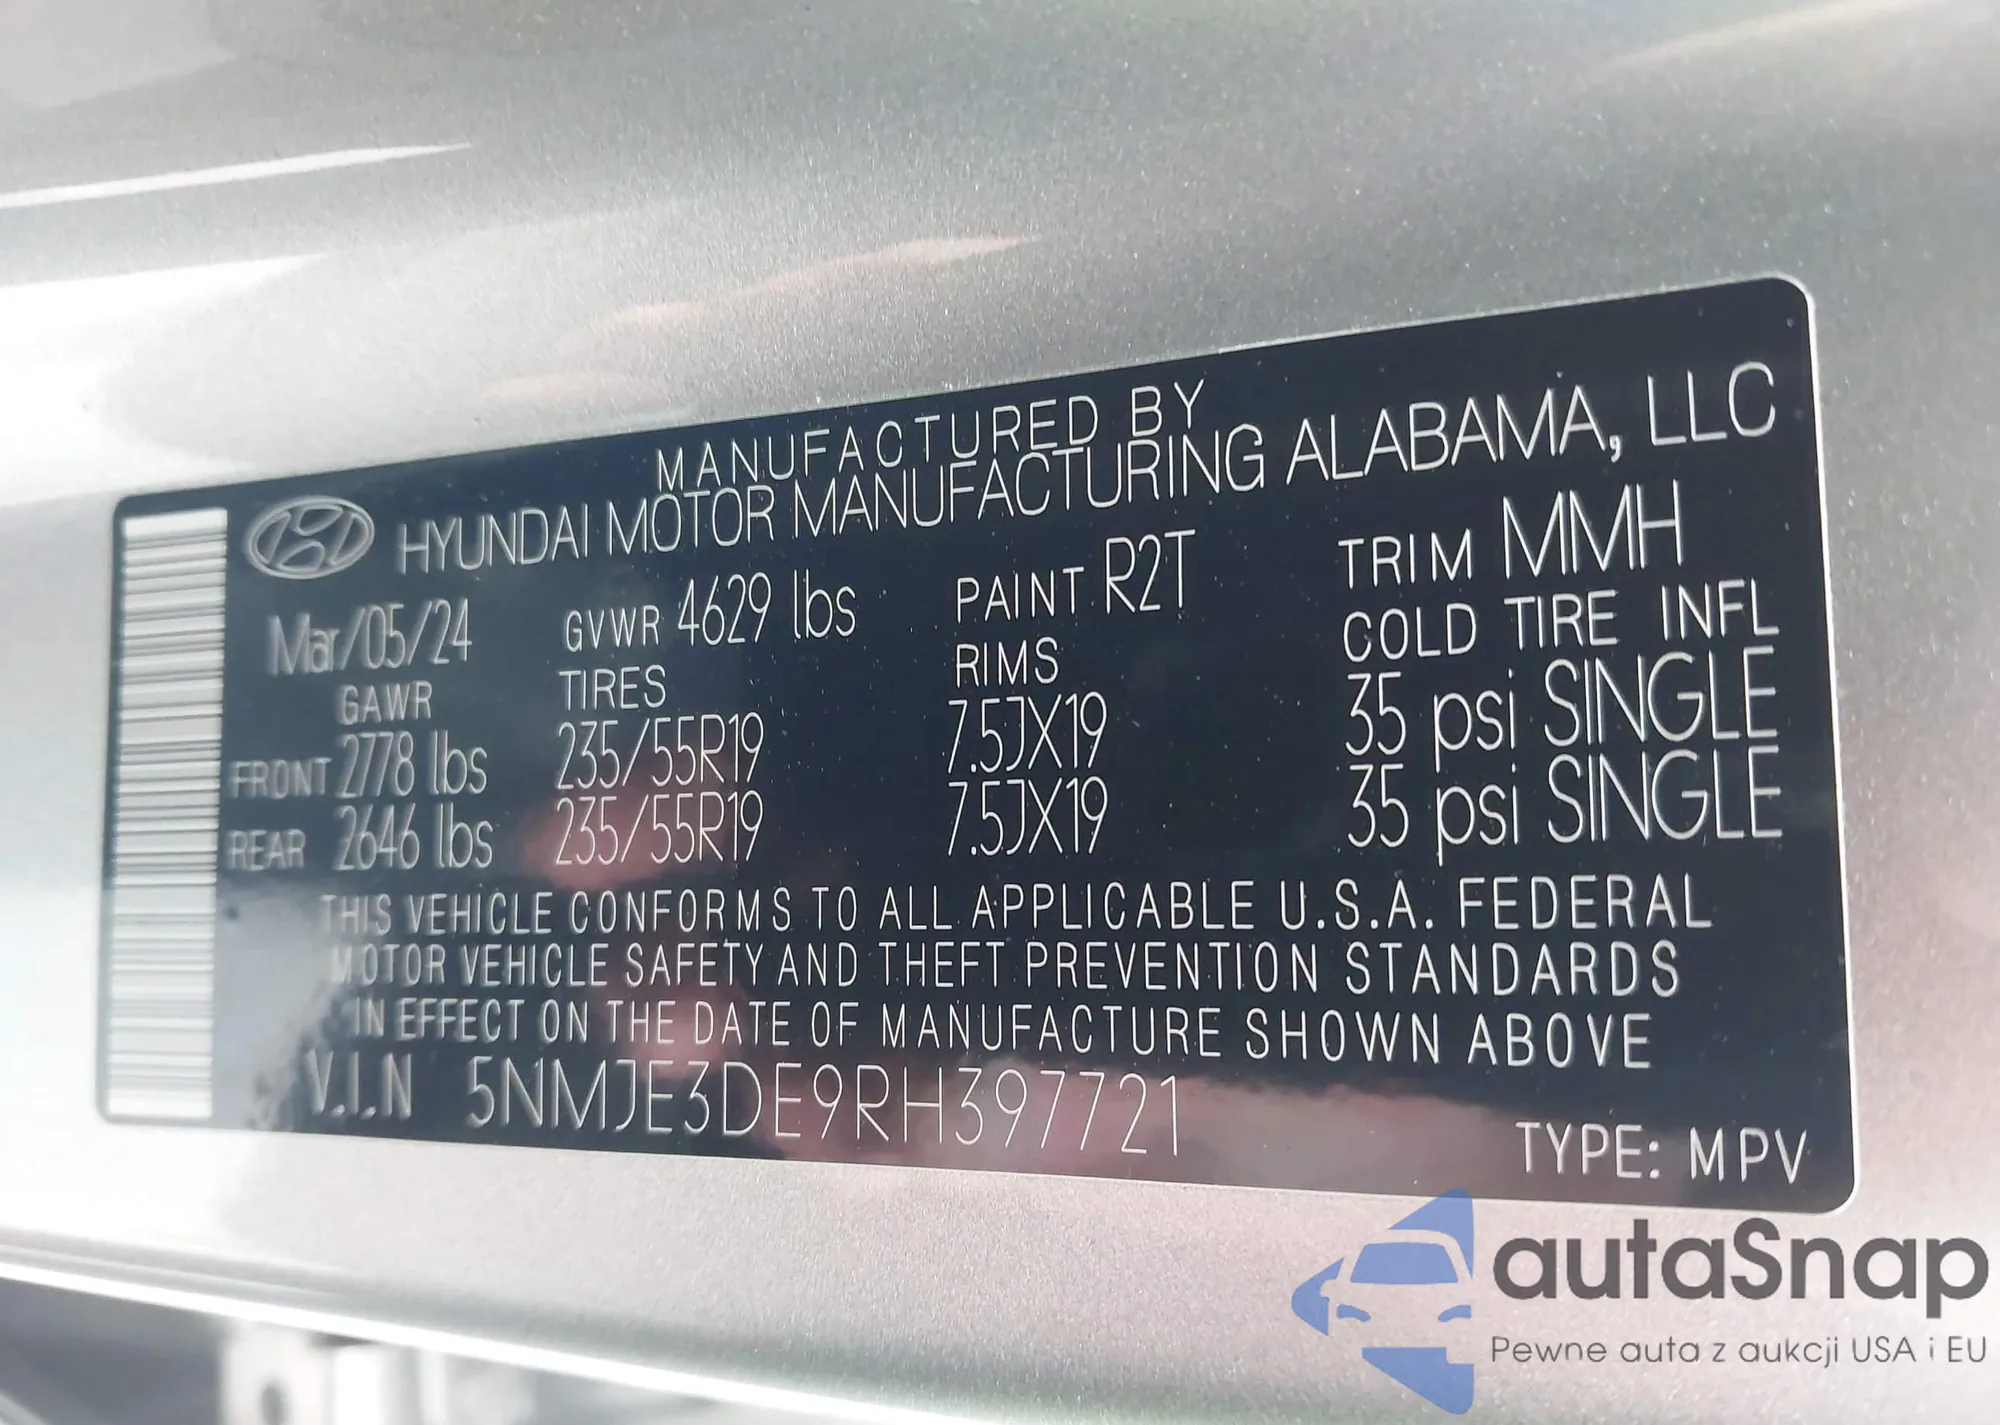 MANUFACTURED BY
HYUNDAI MOTOR MANUFACTURING ALABAMA, LLC
Mar/05/24 GVWR 4629 lbs PAINT R2T TRIM MMH
GAWR TIRES RIMS COLD TIRE INFL
FRONT 2778 lbs 235/55R19 7.5JX19 35 psi SINGLE
REAR 2646 lbs 235/55R19 7.5JX19 35 psi SINGLE
THIS VEHICLE CONFORMS TO ALL APPLICABLE U.S.A. FEDERAL
MOTOR VEHICLE SAFETY AND THEFT PREVENTION STANDARDS
IN EFFECT ON THE DATE OF MANUFACTURE SHOWN ABOVE
V.I.N 5NMJE3DE9RH397721
TYPE: MPV
autaSnap
Pewne auta z aukcji USA i EU